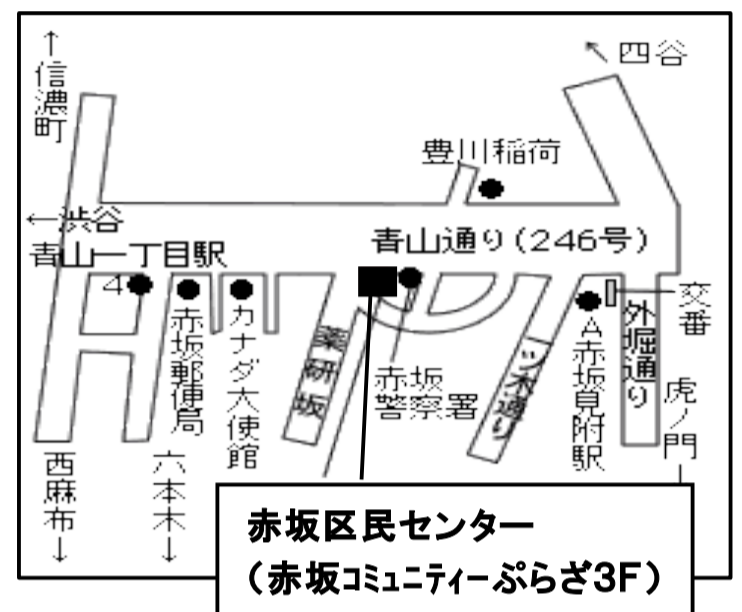 ↑信濃町
↖四谷
豊川稲荷
←渋谷
青山通り(246号)
青山一丁目駅
4
赤坂郵便局
カナダ大使館
薬研坂
赤坂
警察署
一ツ木通り
A
赤坂見附駅
外堀通り
交番
虎ノ門
西麻布↓
六本木↓
赤坂区民センター
(赤坂コミュニティーぷらざ3F)